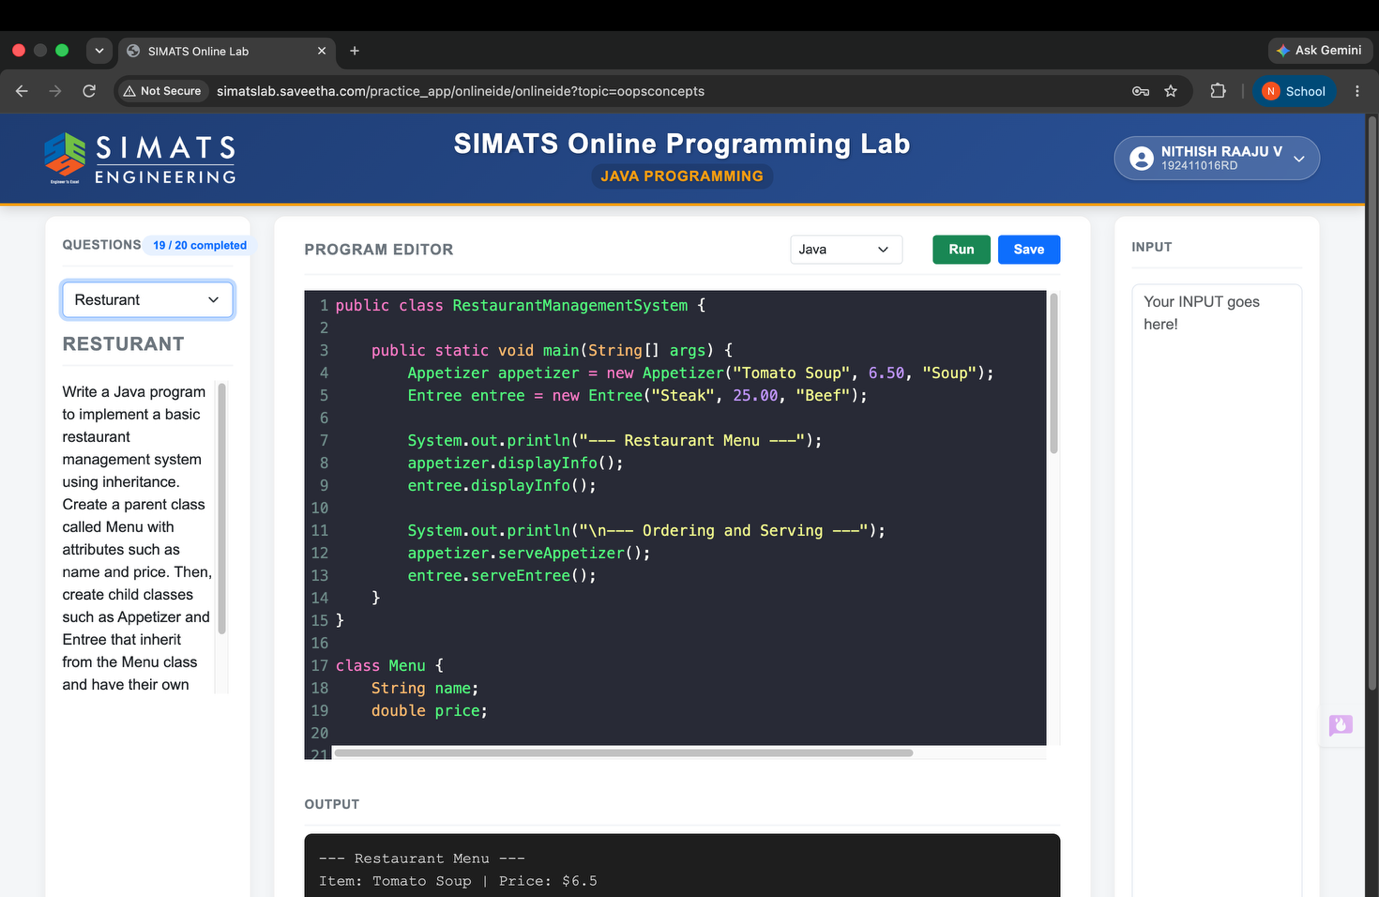 SIMATS Online Lab
Ask Gemini
Not Secure
simatslab.saveetha.com/practice_app/onlineide/onlineide?topic=oopsconcepts
N School
SIMATS
ENGINEERING
SIMATS Online Programming Lab
JAVA PROGRAMMING
NITHISH RAAJU V
192411016RD
QUESTIONS 19 / 20 completed
Resturant
RESTURANT
Write a Java program
to implement a basic
restaurant
management system
using inheritance.
Create a parent class
called Menu with
attributes such as
name and price. Then,
create child classes
such as Appetizer and
Entree that inherit
from the Menu class
and have their own
PROGRAM EDITOR
Java
Run
Save
1 public class RestaurantManagementSystem {
2
3     public static void main(String[] args) {
4         Appetizer appetizer = new Appetizer("Tomato Soup", 6.50, "Soup");
5         Entree entree = new Entree("Steak", 25.00, "Beef");
6
7         System.out.println("--- Restaurant Menu ---");
8         appetizer.displayInfo();
9         entree.displayInfo();
10
11         System.out.println("\n--- Ordering and Serving ---");
12         appetizer.serveAppetizer();
13         entree.serveEntree();
14     }
15 }
16
17 class Menu {
18     String name;
19     double price;
20
21
OUTPUT
--- Restaurant Menu ---
Item: Tomato Soup | Price: $6.5
INPUT
Your INPUT goes
here!